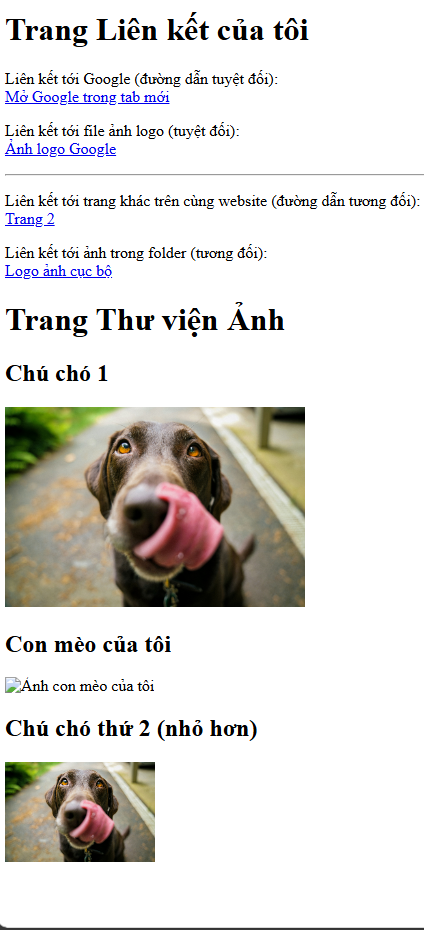 Trang Liên kết của tôi
Liên kết tới Google (đường dẫn tuyệt đối):
Mở Google trong tab mới
Liên kết tới file ảnh logo (tuyệt đối):
Ảnh logo Google
Liên kết tới trang khác trên cùng website (đường dẫn tương đối):
Trang 2
Liên kết tới ảnh trong folder (tương đối):
Logo ảnh cục bộ
Trang Thư viện Ảnh
Chú chó 1
Con mèo của tôi
Ảnh con mèo của tôi
Chú chó thứ 2 (nhỏ hơn)